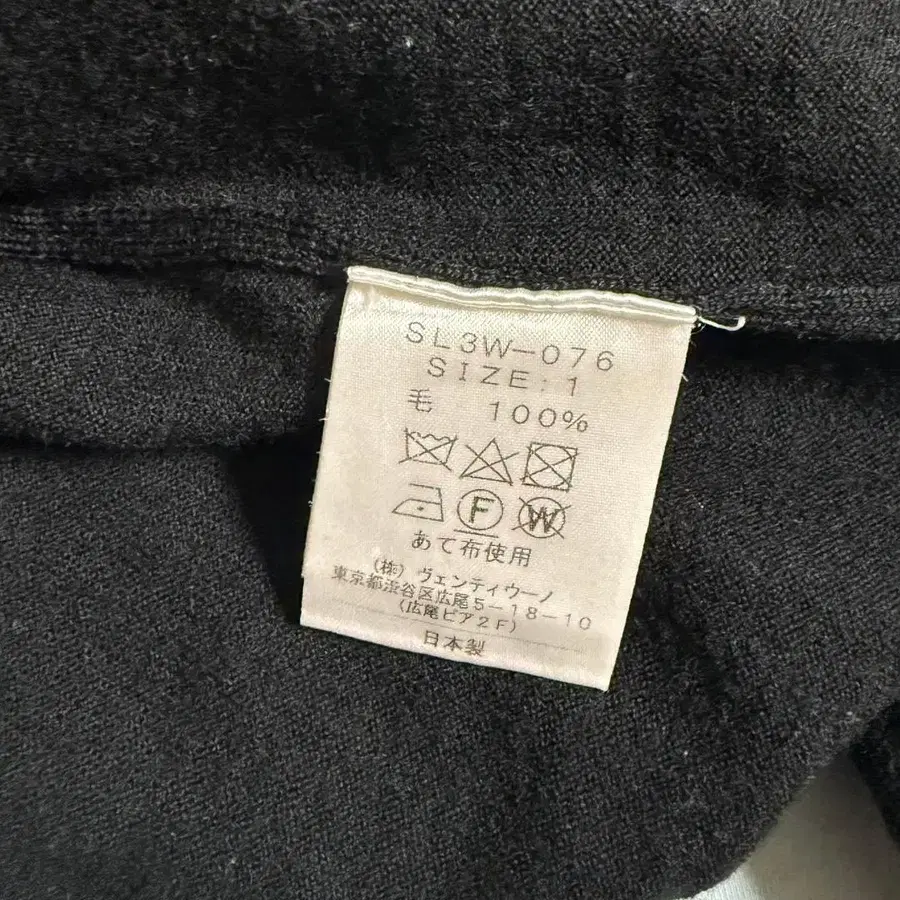 SL3W-076
SIZE:1
毛 100%
F W
あて布使用
(株) ヴェンティウーノ
東京都渋谷区広尾5-18-10
(広尾ピア2F)
日本製